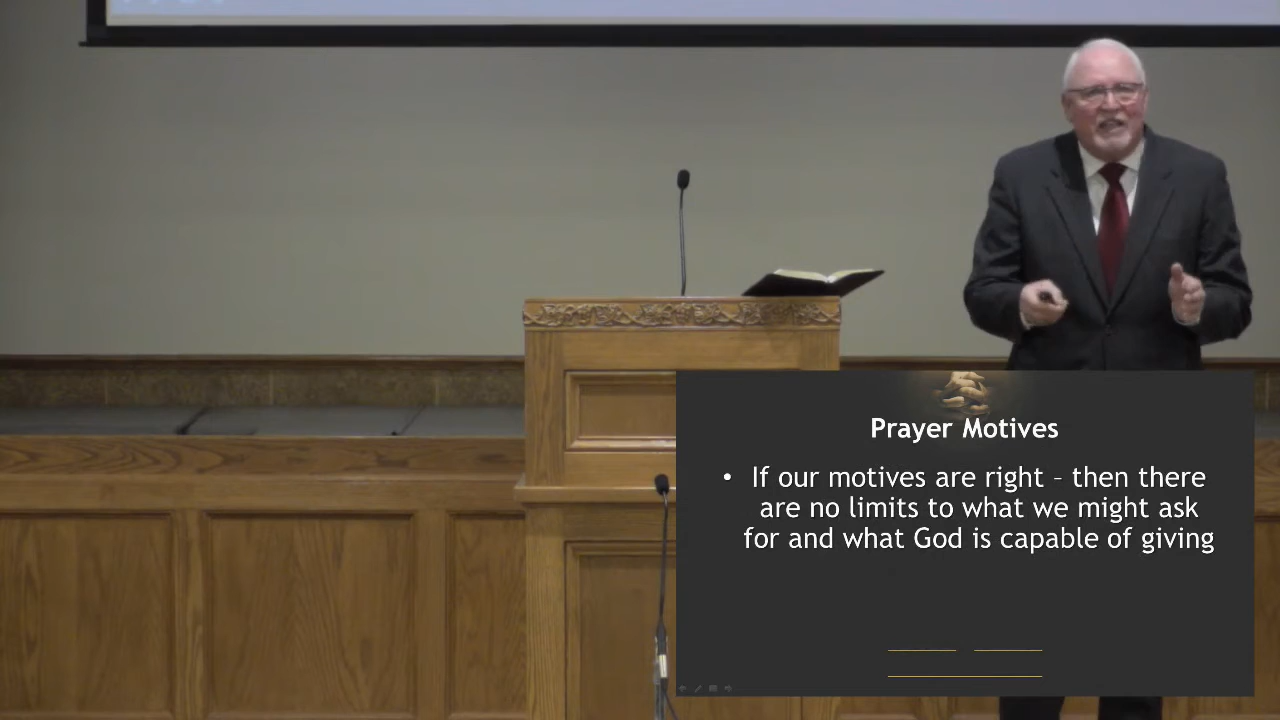 Prayer Motives
• If our motives are right – then there
are no limits to what we might ask
for and what God is capable of giving